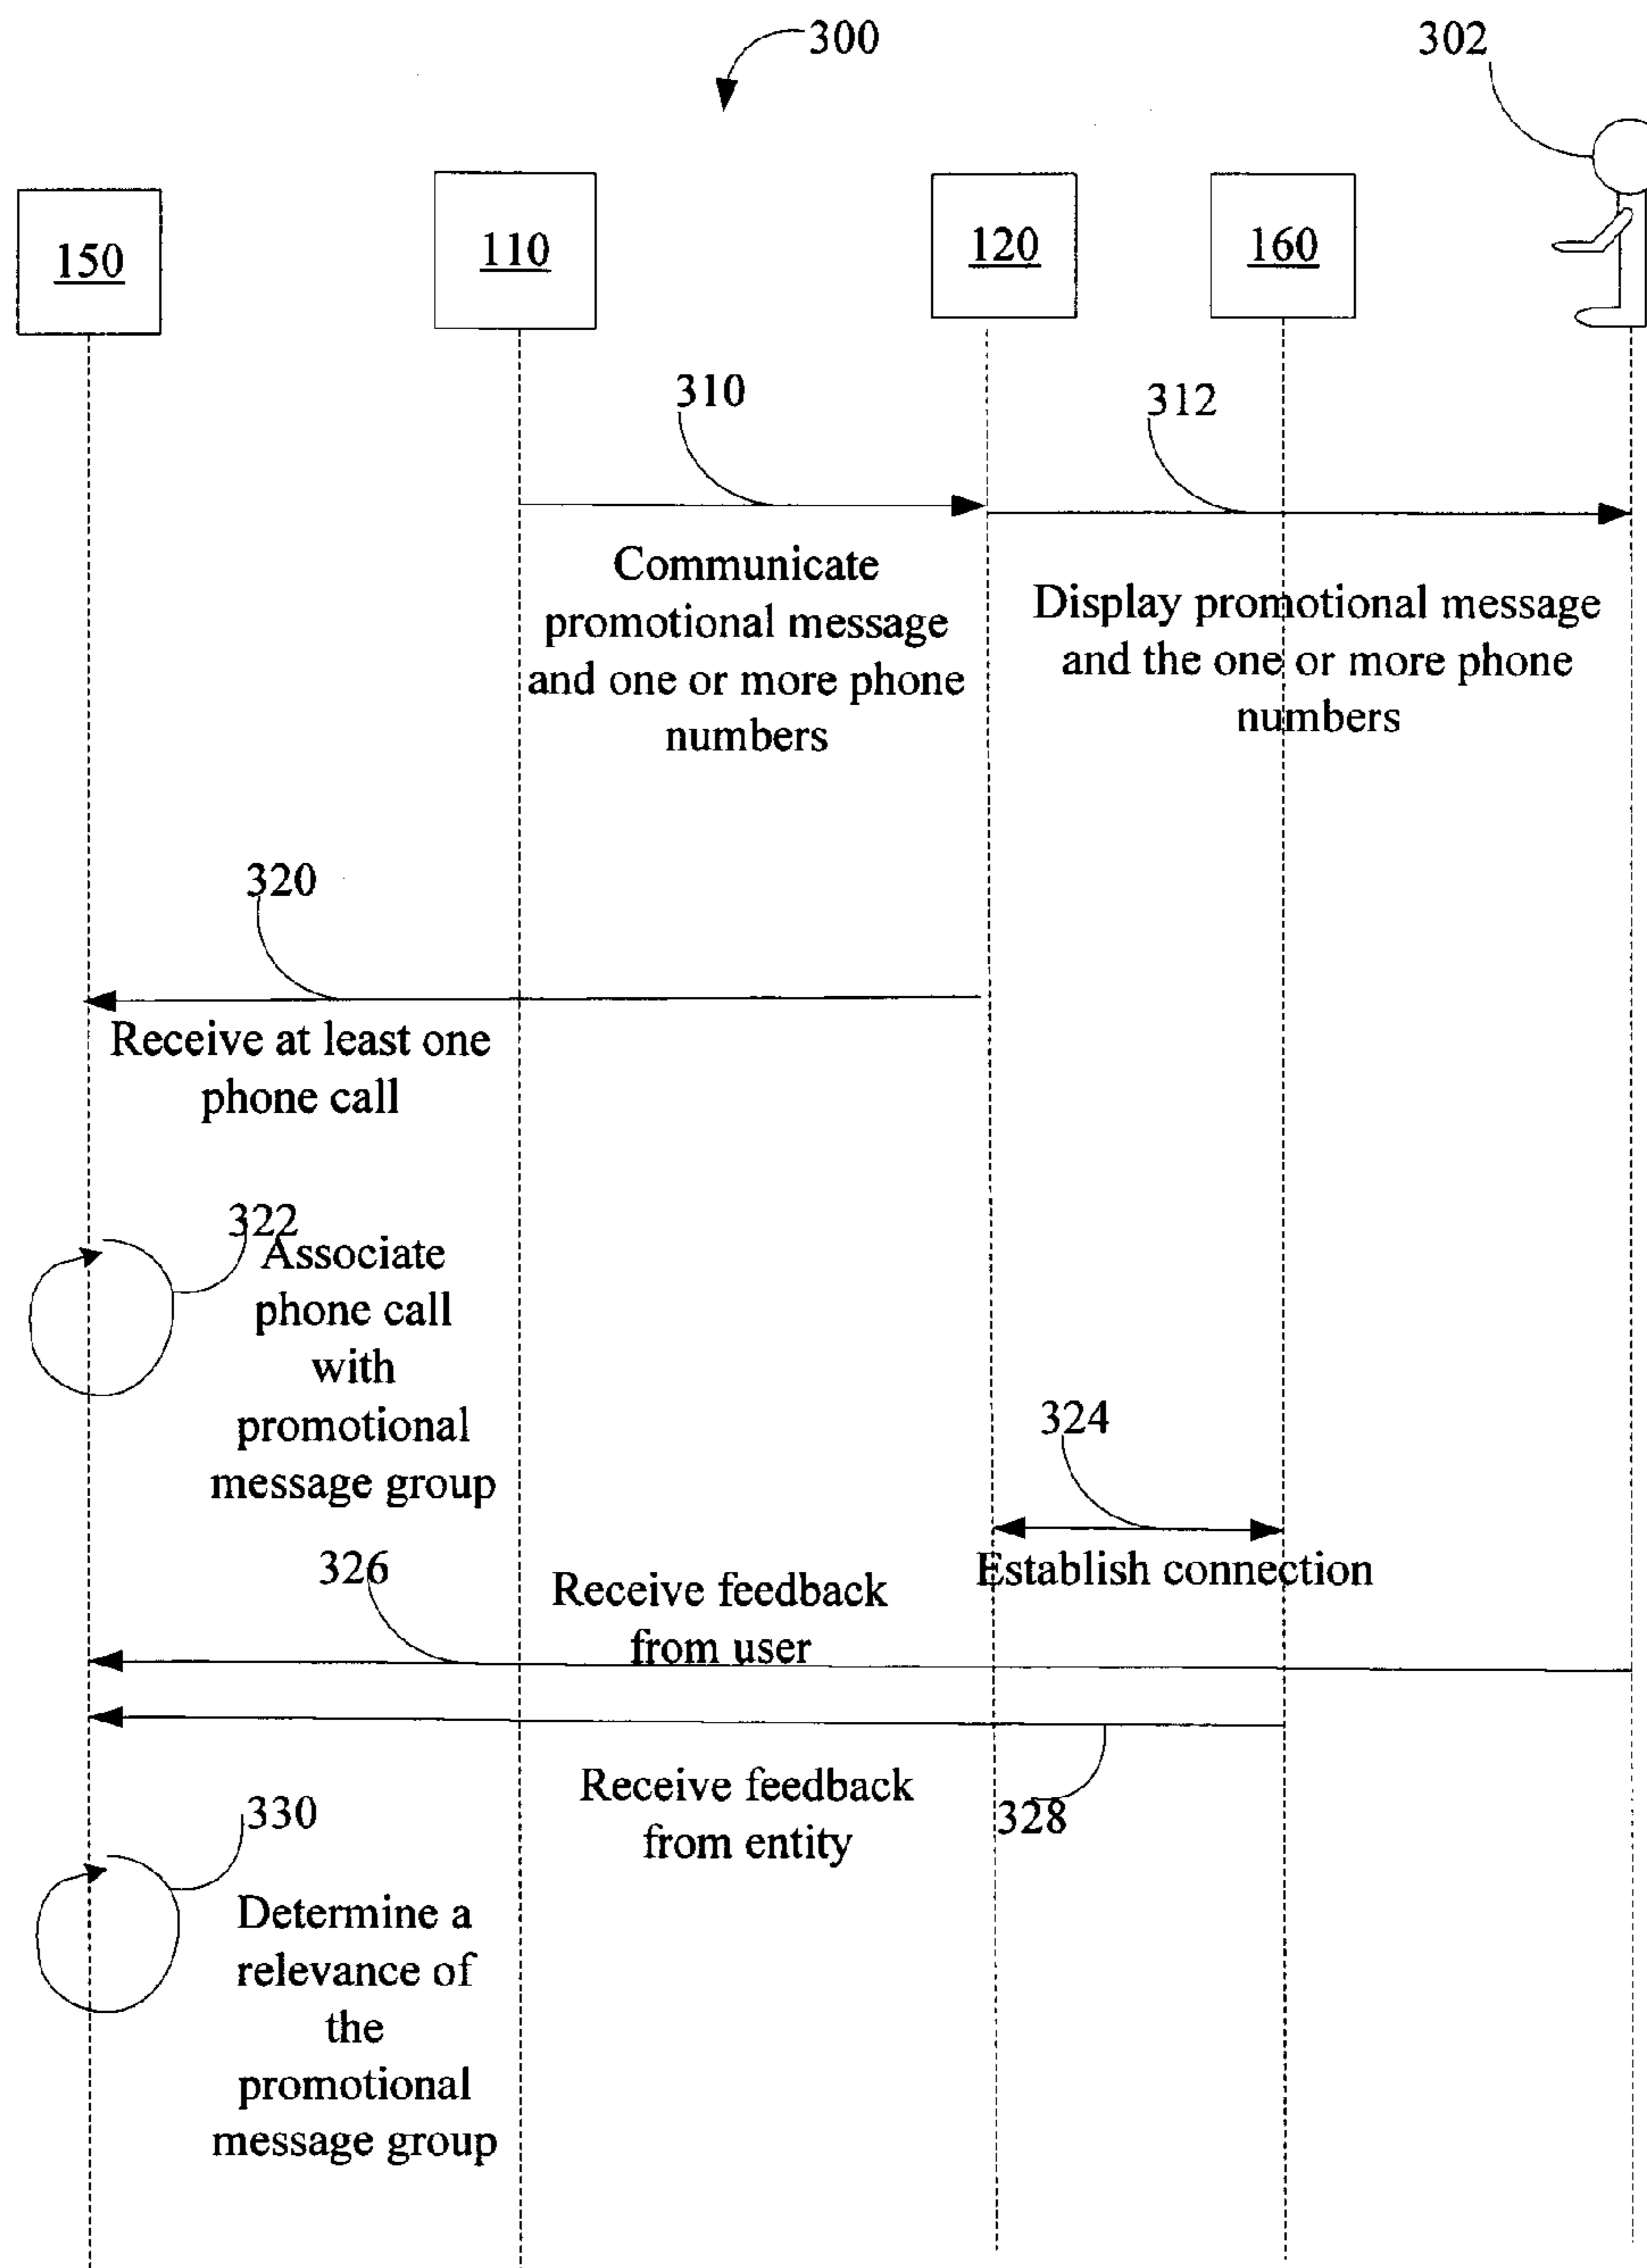 300
302
150
110
120
160
310
312
Communicate
promotional message
and one or more phone
numbers
Display promotional message
and the one or more phone
numbers
320
Receive at least one
phone call
322
Associate
phone call
with
promotional
message group
324
Establish connection
326
Receive feedback
from user
Receive feedback
from entity
328
330
Determine a
relevance of
the
promotional
message group